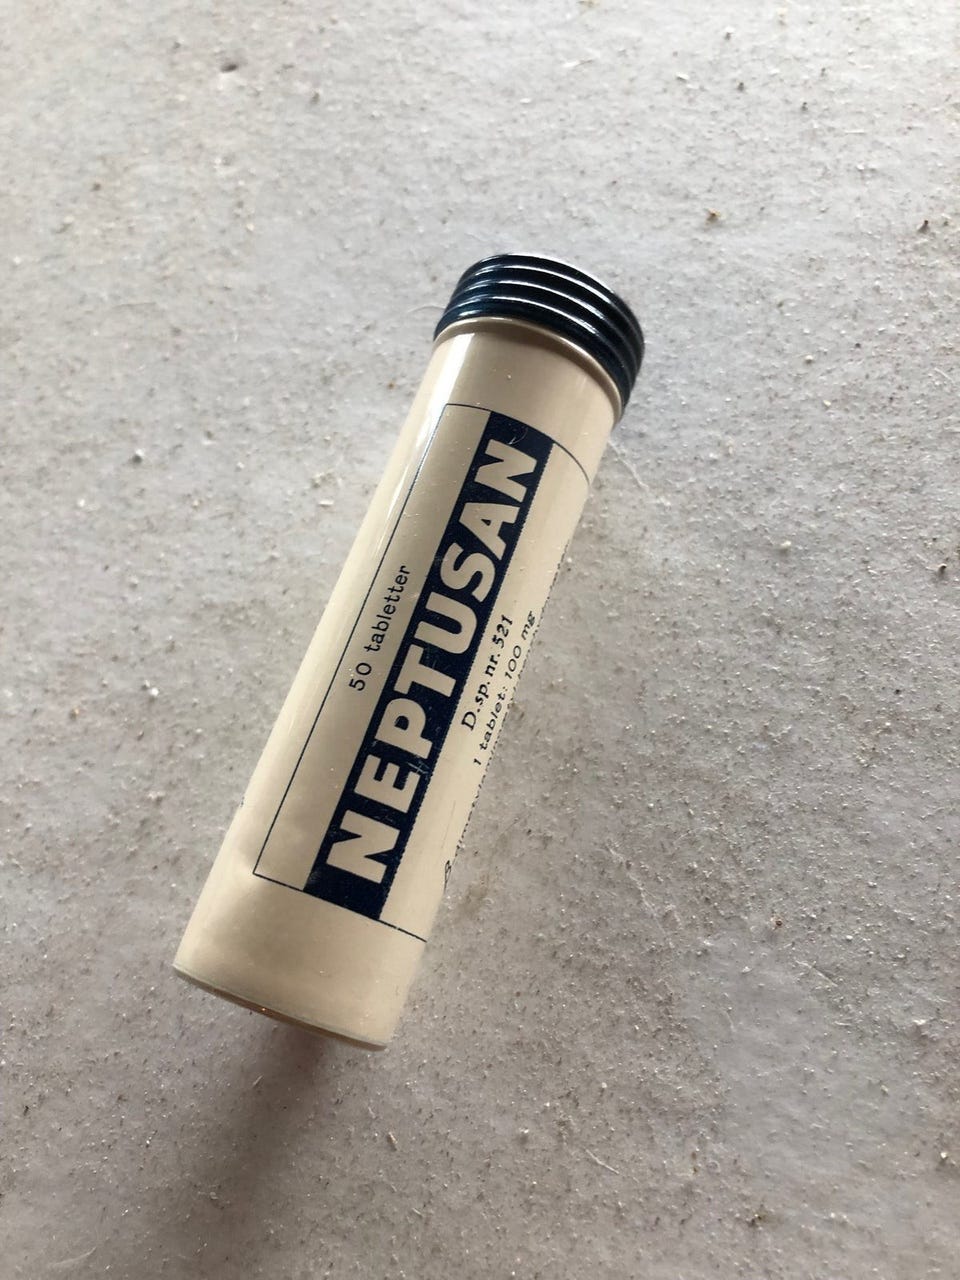 50 tabletter
NEPTUSAN
D.sp. nr. 521
1 tablet: 100 mg